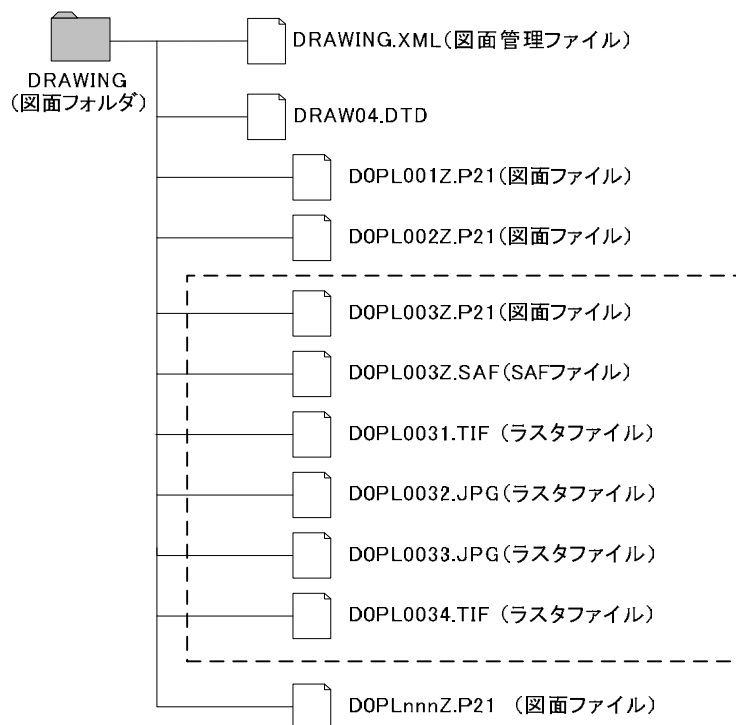 DRAWING
(図面フォルダ)
DRAWING.XML(図面管理ファイル)
DRAW04.DTD
D0PL001Z.P21(図面ファイル)
D0PL002Z.P21(図面ファイル)
D0PL003Z.P21(図面ファイル)
D0PL003Z.SAF(SAFファイル)
D0PL0031.TIF (ラスタファイル)
D0PL0032.JPG(ラスタファイル)
D0PL0033.JPG(ラスタファイル)
D0PL0034.TIF (ラスタファイル)
D0PLnnnZ.P21 (図面ファイル)